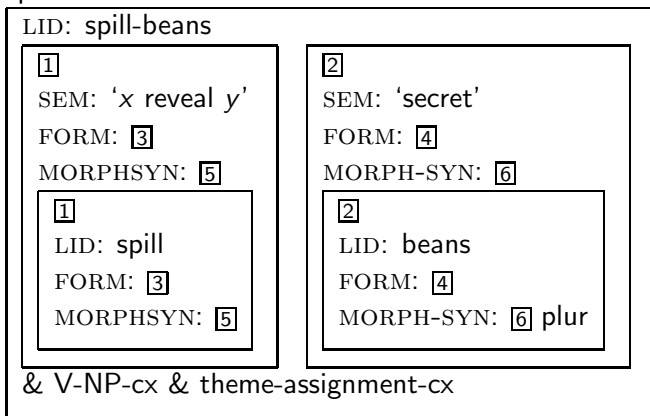 LID: spill-beans
1 2
SEM: ‘x reveal y’ SEM: ‘secret’
FORM: 3 FORM: 4
MORPHSYN: 5 MORPH-SYN: 6
1 2
LID: spill LID: beans
FORM: 3 FORM: 4
MORPHSYN: 5 MORPH-SYN: 6 plur
& V-NP-cx & theme-assignment-cx